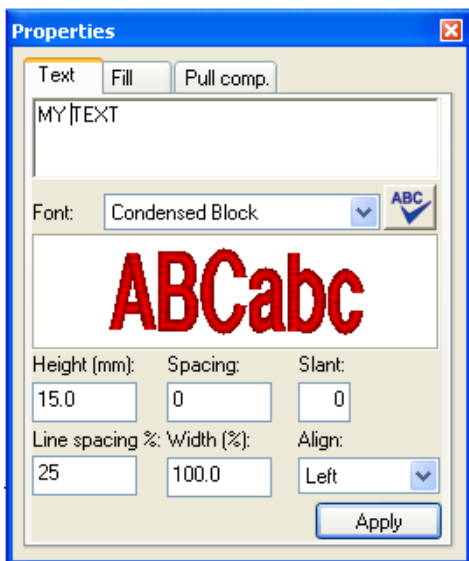 Properties
Text Fill Pull comp.
MY TEXT
Font: Condensed Block ABC
ABCabc
Height (mm): Spacing: Slant:
15.0 0 0
Line spacing %: Width (%): Align:
25 100.0 Left
Apply